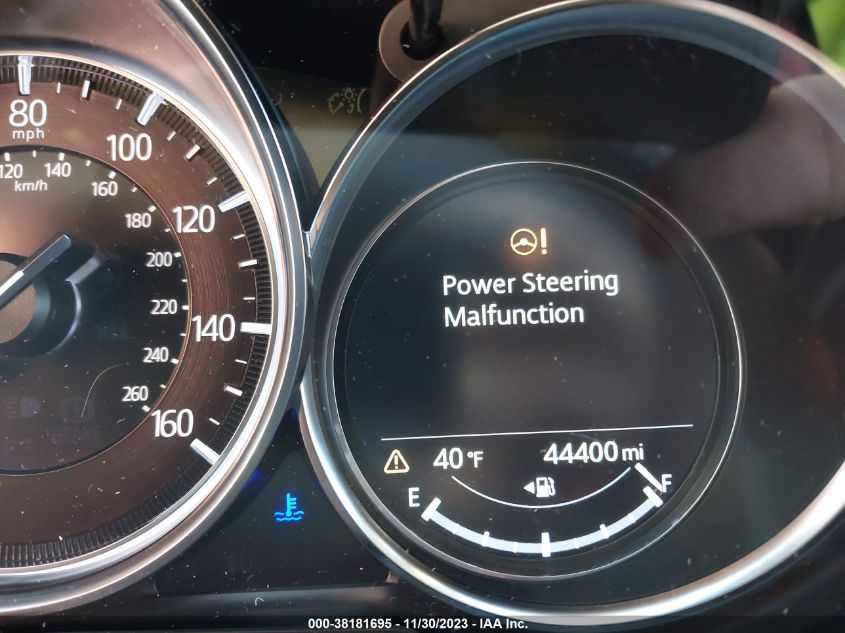 80
mph
100
120
140
160
120
140
km/h
160
180
200
220
240
260
Power Steering
Malfunction
40°F
44400 mi
E
F
000-38181695 - 11/30/2023 - IAA Inc.